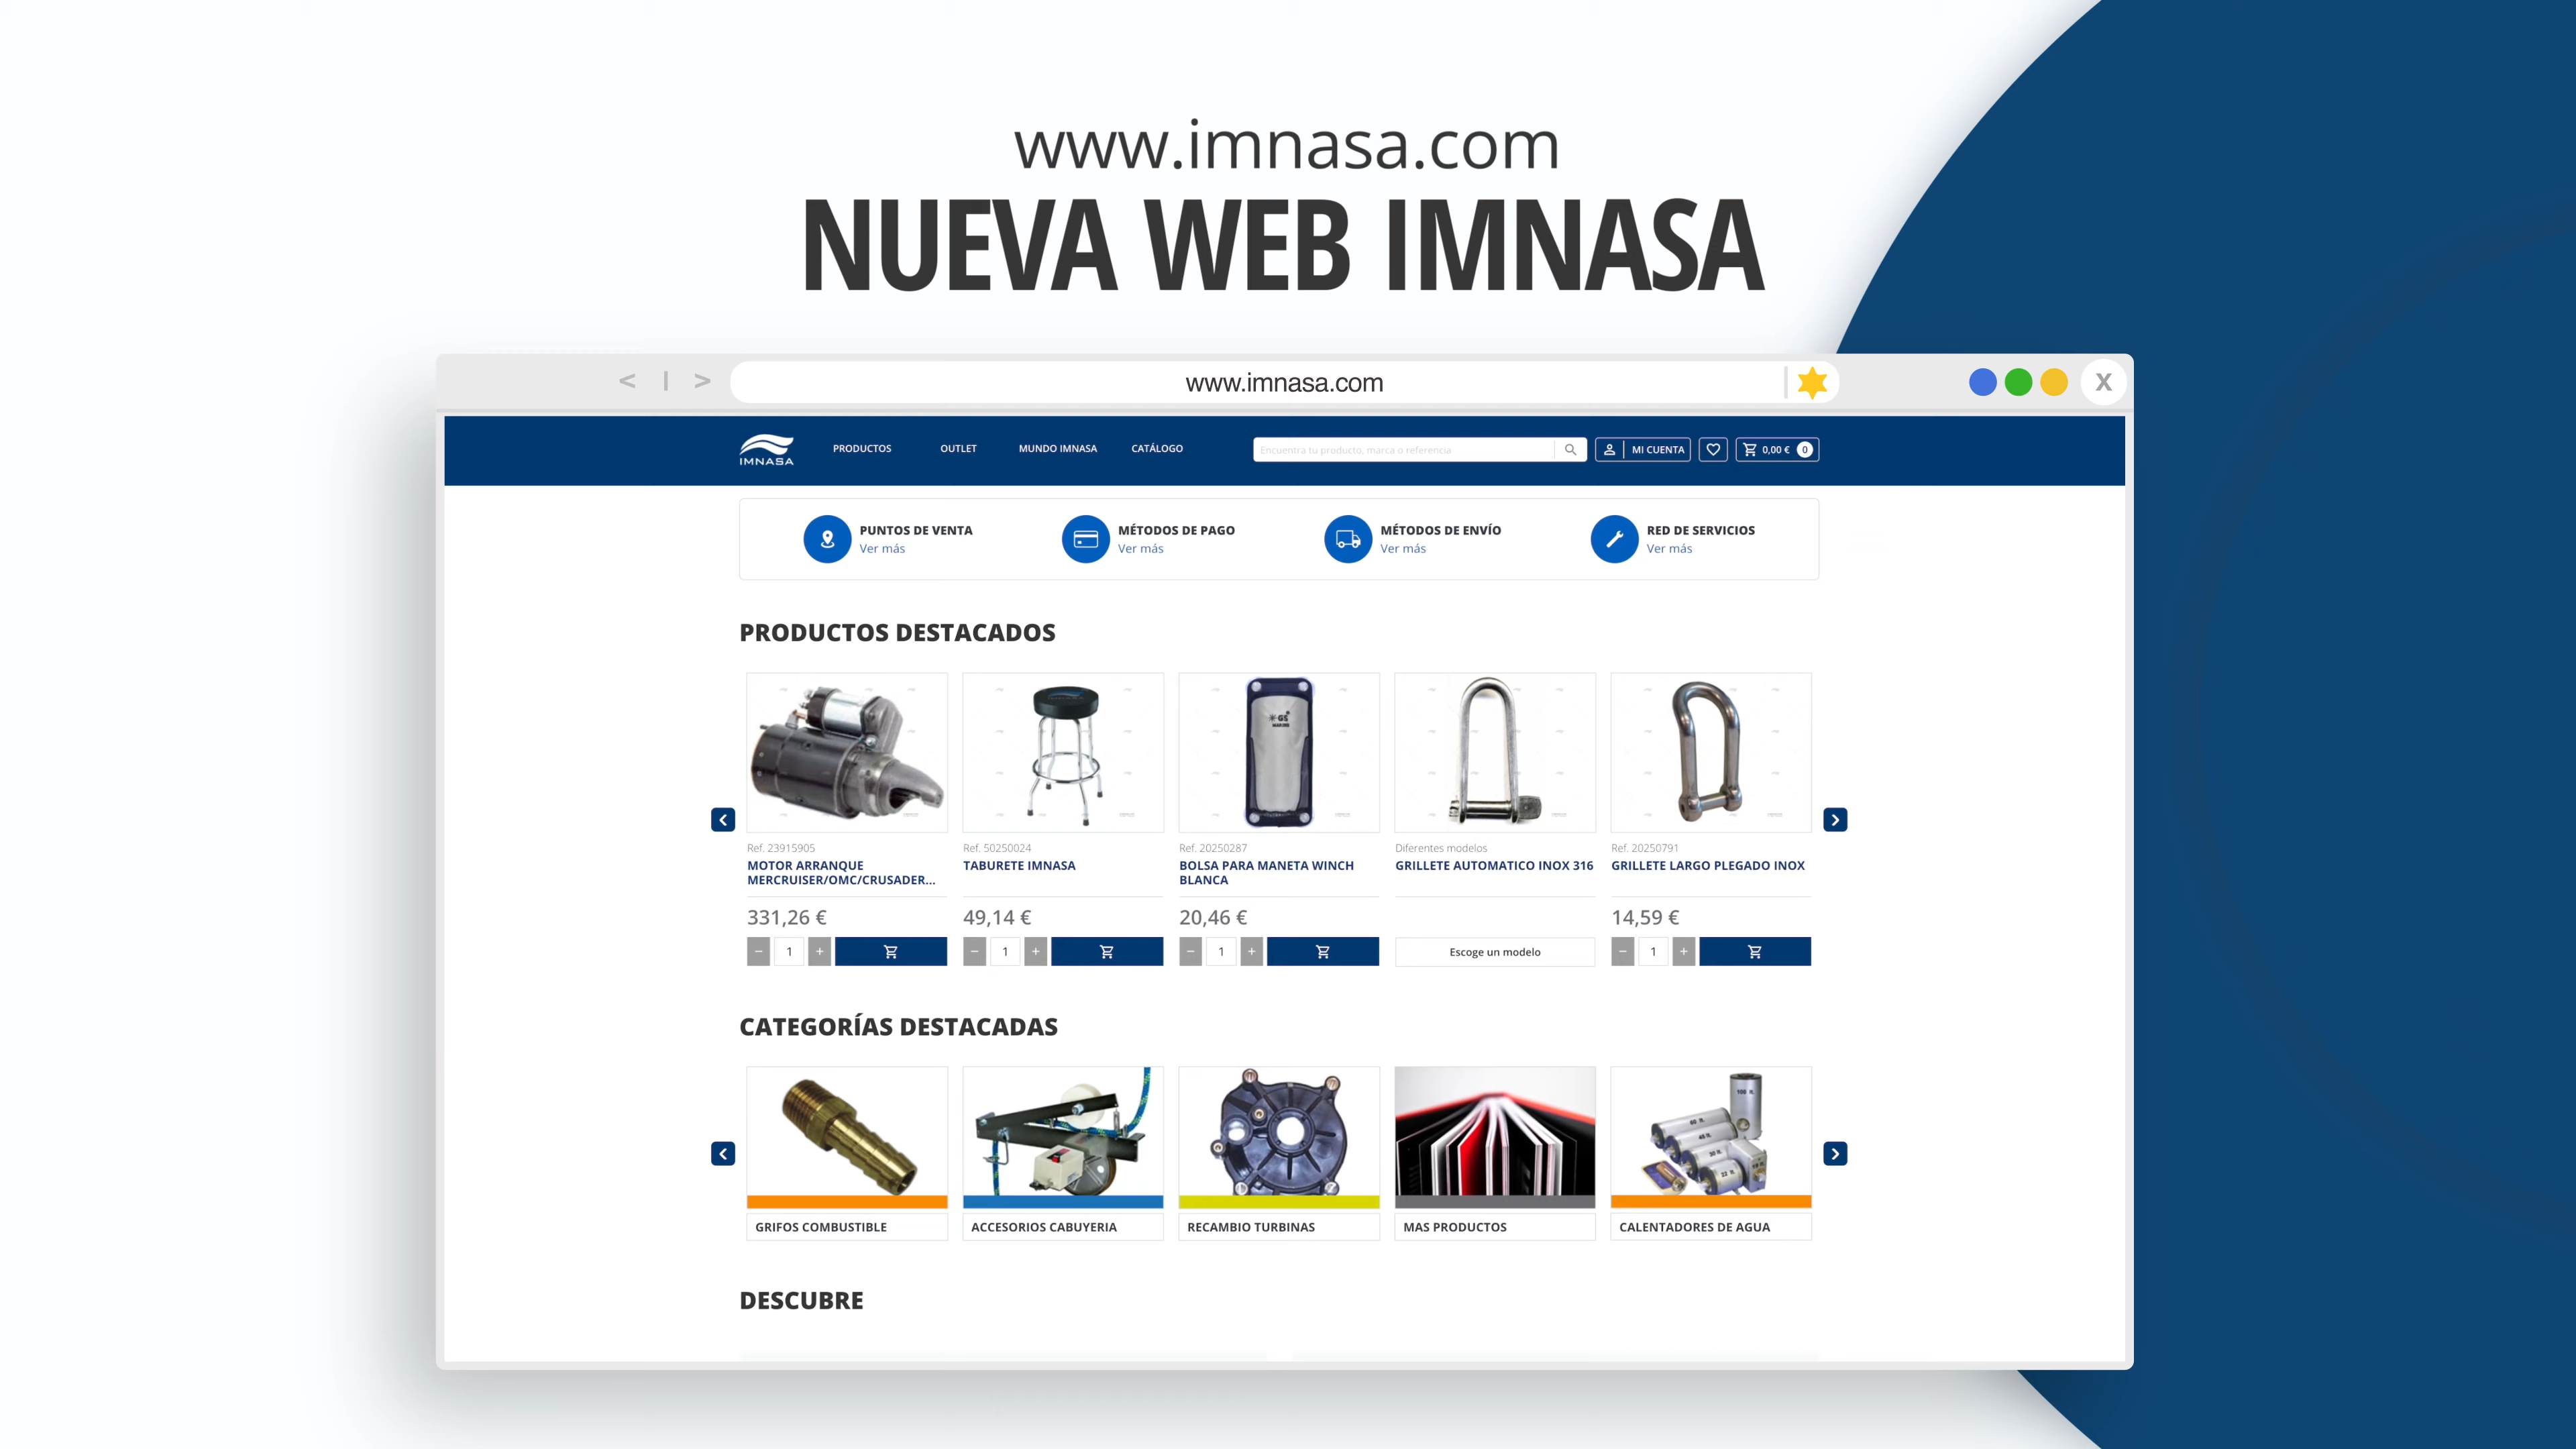 www.imnasa.com
NUEVA WEB IMNASA
< | >
www.imnasa.com
X
IMNASA
PRODUCTOS
OUTLET
MUNDO IMNASA
CATÁLOGO
Encuentra tu producto, marca o referencia
MI CUENTA
0,00 €
0
PUNTOS DE VENTA
Ver más
MÉTODOS DE PAGO
Ver más
MÉTODOS DE ENVÍO
Ver más
RED DE SERVICIOS
Ver más
PRODUCTOS DESTACADOS
GS
MARINE
Ref. 23915905
MOTOR ARRANQUE
MERCRUISER/OMC/CRUSADER...
331,26 €
− 1 +
Ref. 50250024
TABURETE IMNASA
49,14 €
− 1 +
Ref. 20250287
BOLSA PARA MANETA WINCH
BLANCA
20,46 €
− 1 +
Diferentes modelos
GRILLETE AUTOMATICO INOX 316
Escoge un modelo
Ref. 20250791
GRILLETE LARGO PLEGADO INOX
14,59 €
− 1 +
CATEGORÍAS DESTACADAS
100 lt.
GRIFOS COMBUSTIBLE
ACCESORIOS CABUYERIA
RECAMBIO TURBINAS
MAS PRODUCTOS
CALENTADORES DE AGUA
DESCUBRE